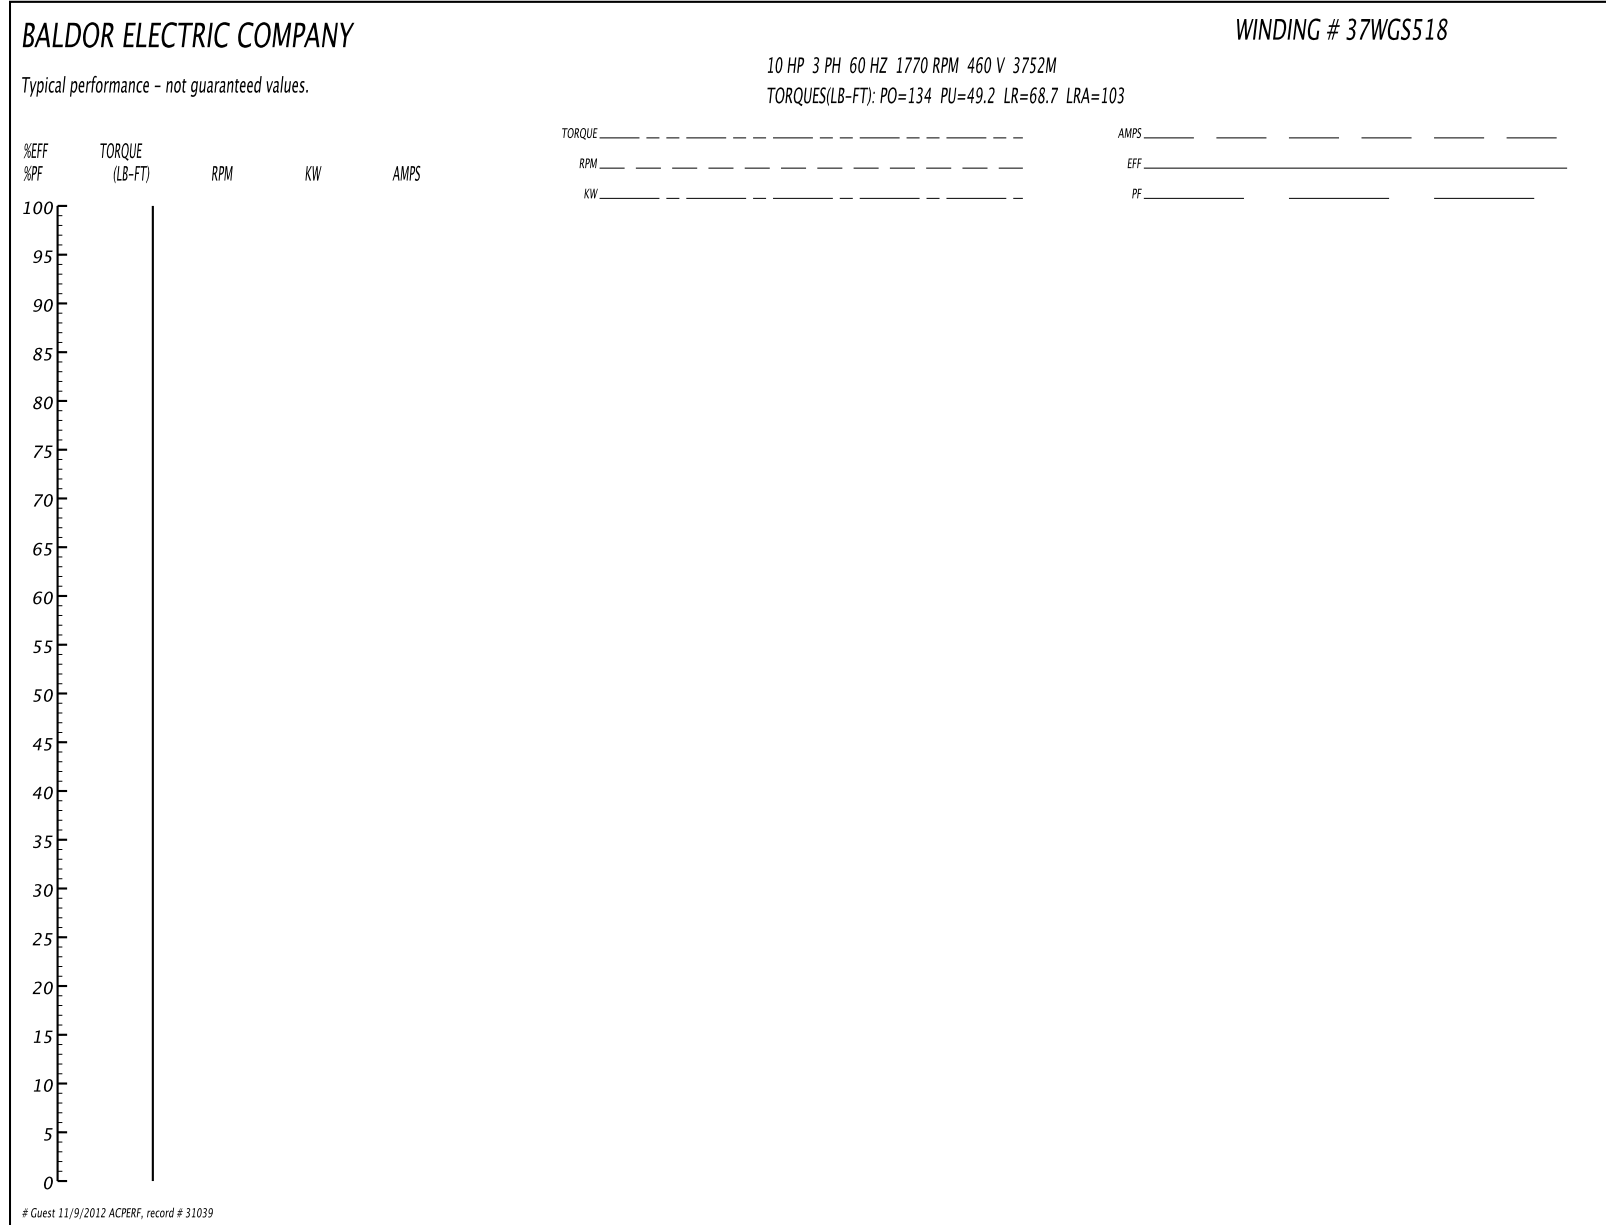 BALDOR ELECTRIC COMPANY
WINDING # 37WGS518
Typical performance - not guaranteed values.
10 HP 3 PH 60 HZ 1770 RPM 460 V 3752M
TORQUES(LB-FT): PO=134 PU=49.2 LR=68.7 LRA=103
TORQUE
AMPS
RPM
EFF
KW
PF
%EFF TORQUE
%PF (LB-FT) RPM KW AMPS
100
95
90
85
80
75
70
65
60
55
50
45
40
35
30
25
20
15
10
5
0
# Guest 11/9/2012 ACPERF, record # 31039